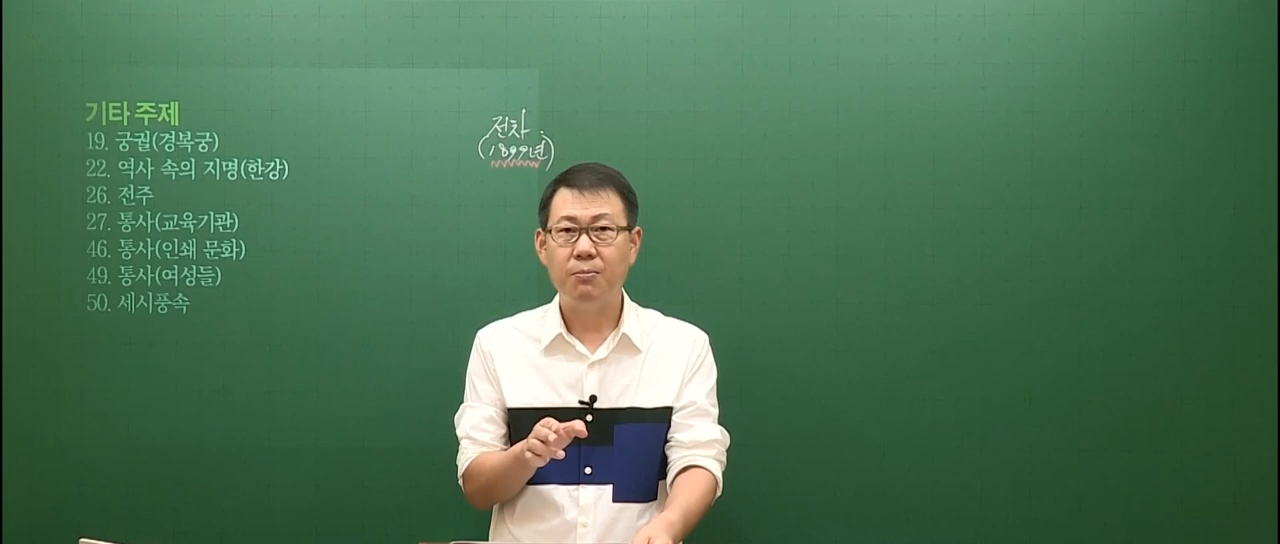 기타 주제
19. 궁궐(경복궁)
22. 역사 속의 지명(한강)
26. 전주
27. 통사(교육기관)
46. 통사(인쇄 문화)
49. 통사(여성들)
50. 세시풍속
전차
(1899년)